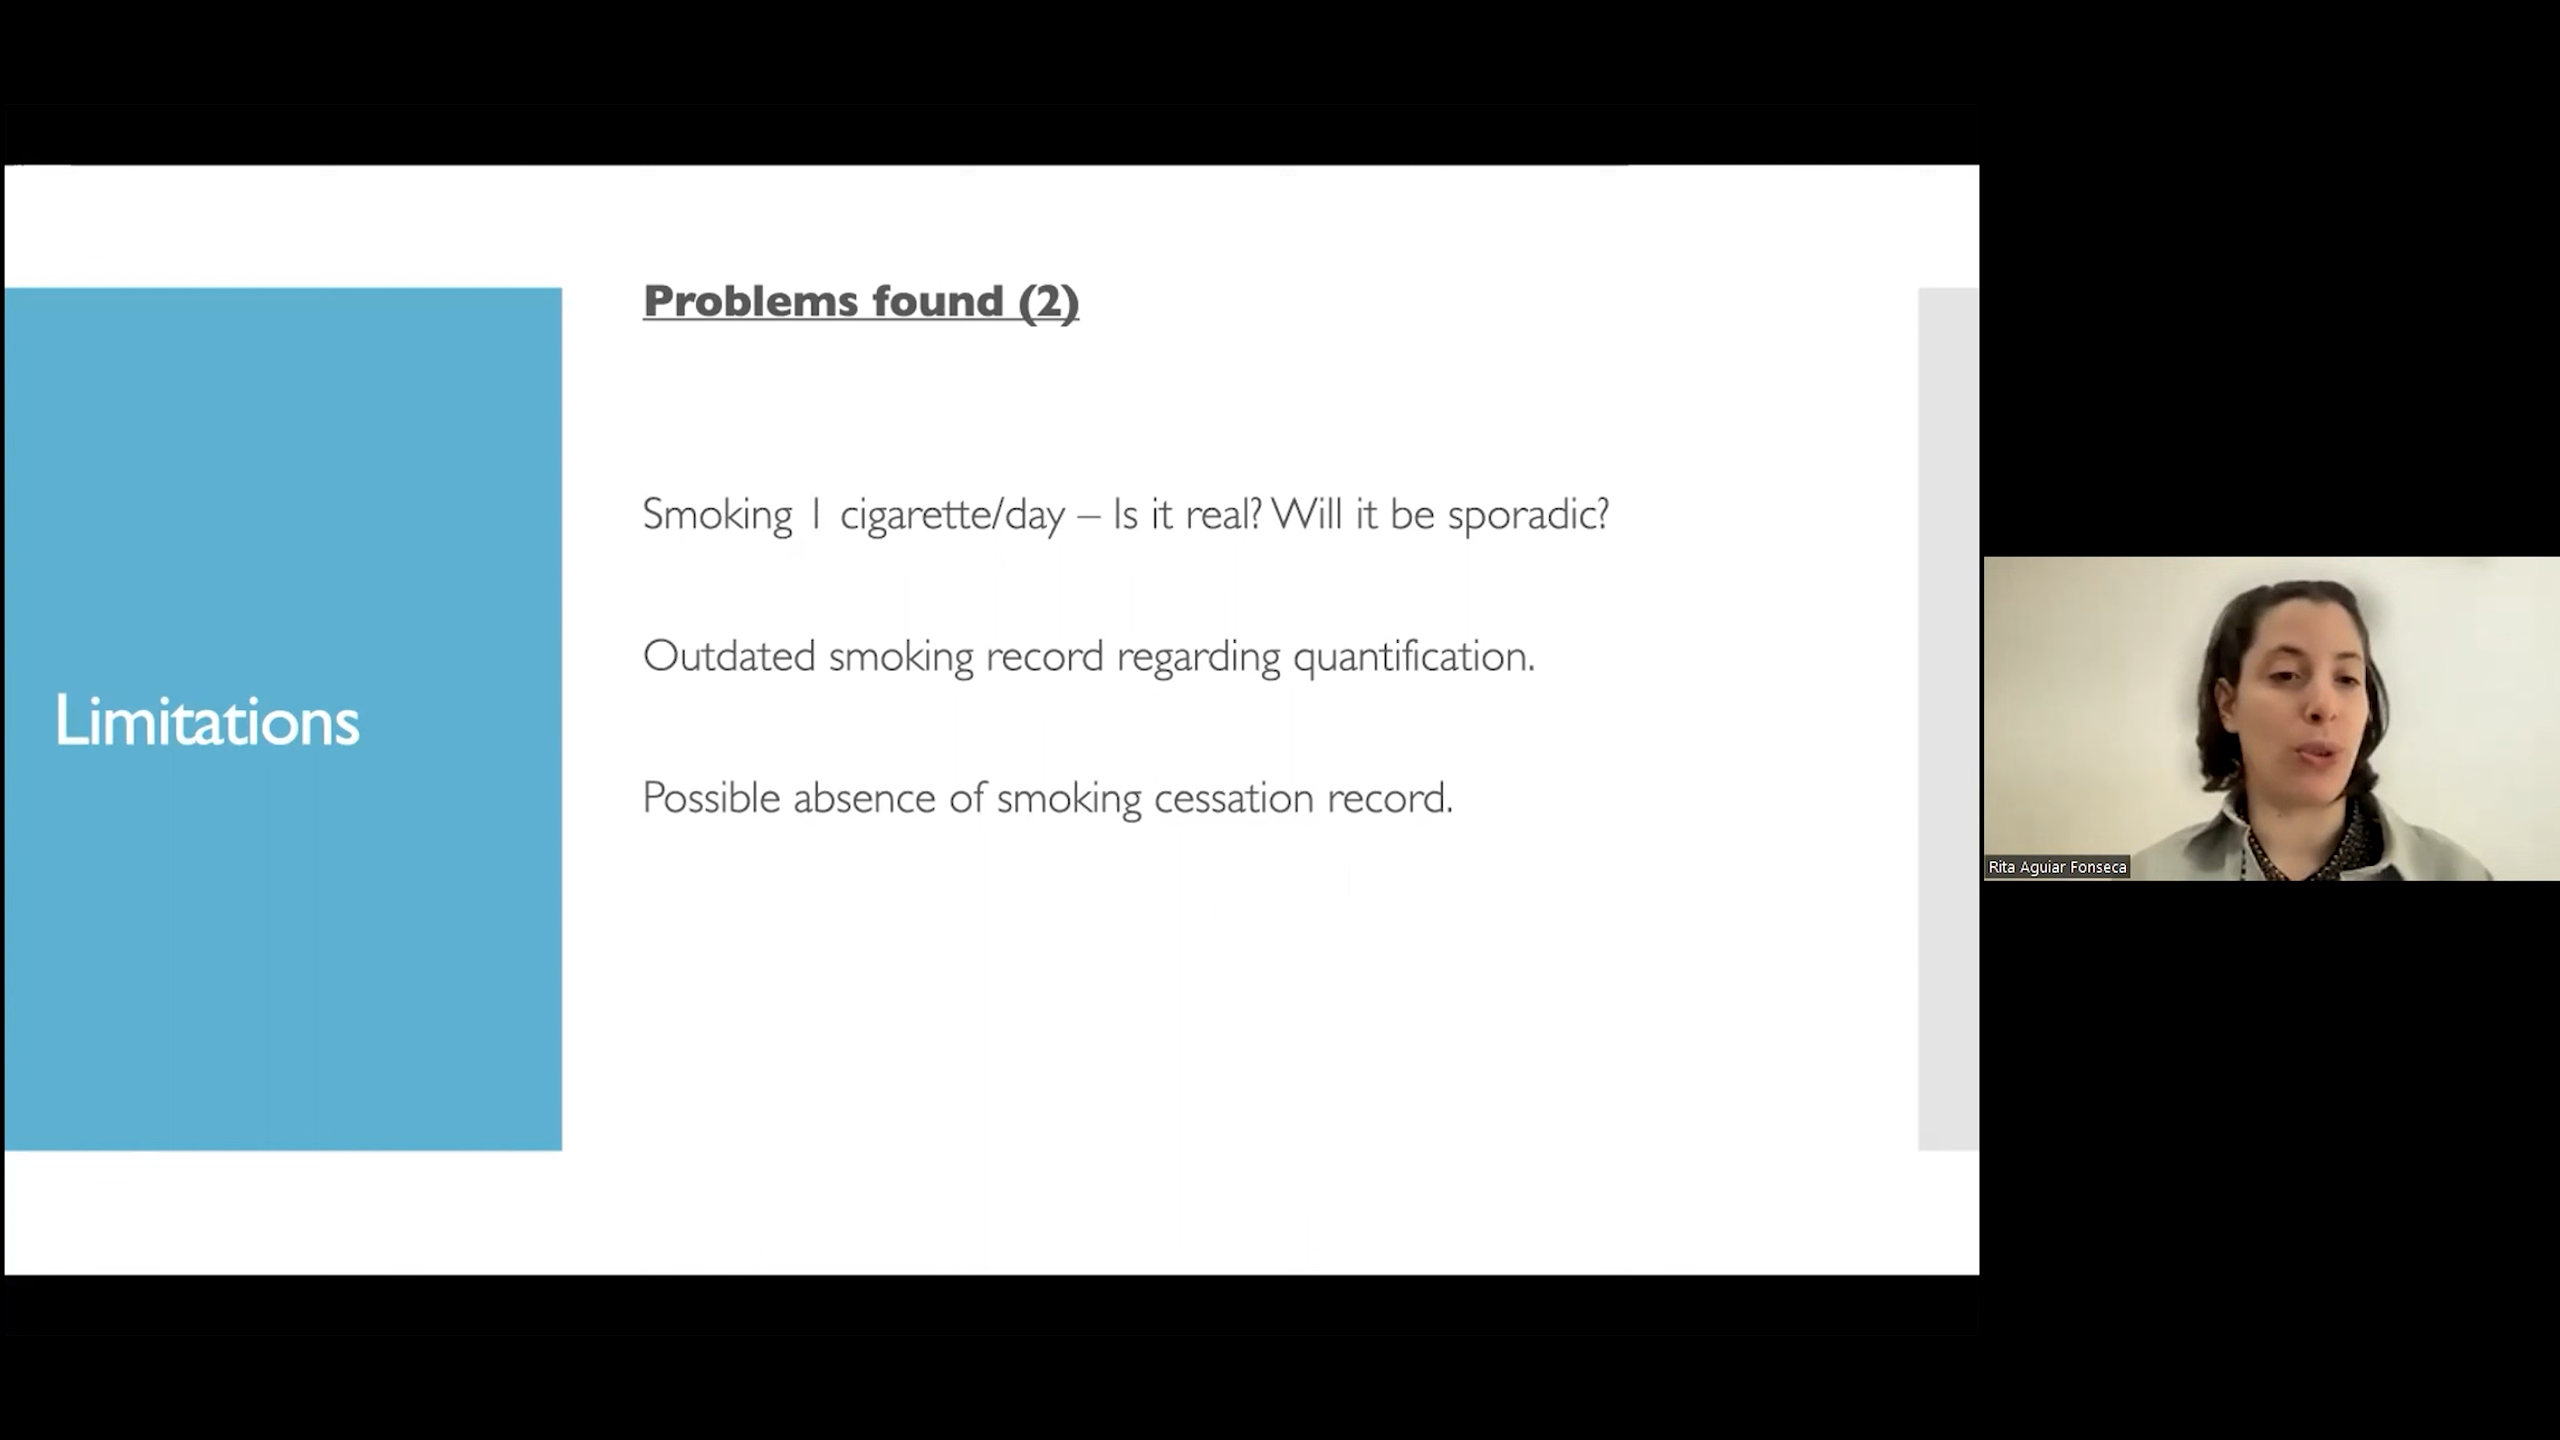 Limitations
Problems found (2)
Smoking 1 cigarette/day – Is it real? Will it be sporadic?
Outdated smoking record regarding quantification.
Possible absence of smoking cessation record.
Rita Aguiar Fonseca